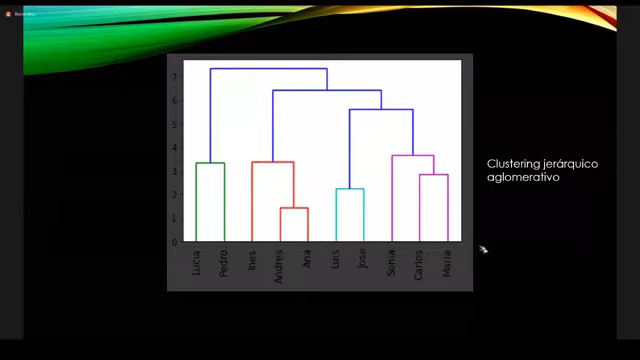 Recording
7
6
5
4
3
2
1
0
Lucia
Pedro
Ines
Andres
Ana
Luis
Jose
Sonia
Carlos
Maria
Clustering jerárquico
aglomerativo